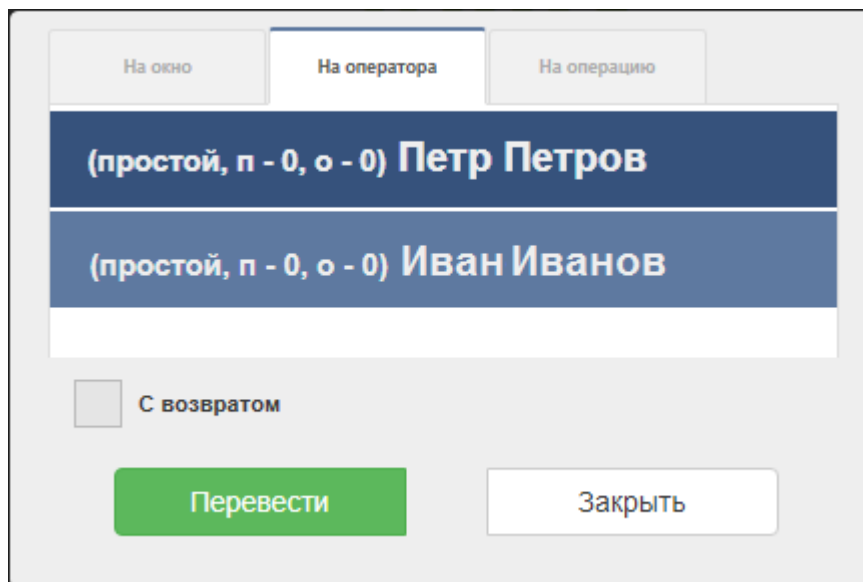 На окно На оператора На операцию
(простой, п - 0, о - 0) Петр Петров
(простой, п - 0, о - 0) Иван Иванов
С возвратом
Перевести Закрыть